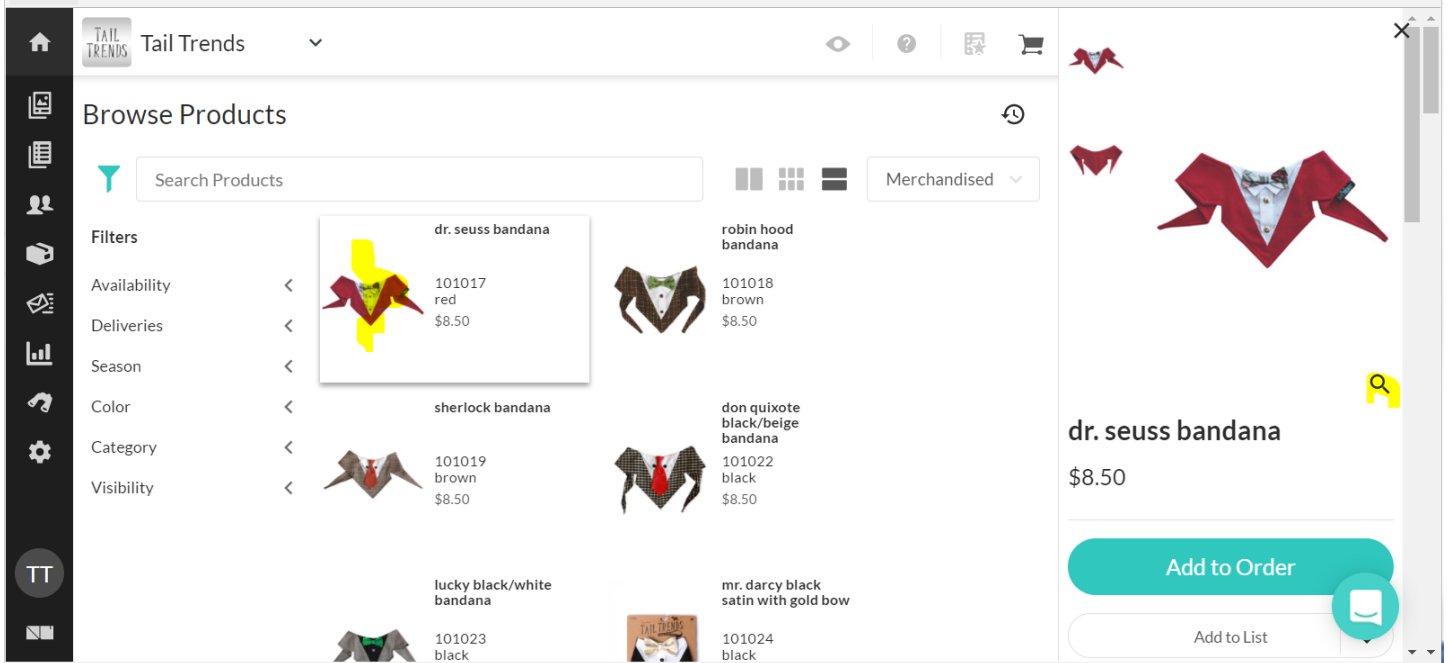 TAIL
TRENDS
Tail Trends
Browse Products
Search Products
Merchandised
Filters
Availability
Deliveries
Season
Color
Category
Visibility
dr. seuss bandana
101017
red
$8.50
robin hood
bandana
101018
brown
$8.50
sherlock bandana
101019
brown
$8.50
don quixote
black/beige
bandana
101022
black
$8.50
lucky black/white
bandana
101023
black
mr. darcy black
satin with gold bow
TAIL TRENDS
101024
black
TT
dr. seuss bandana
$8.50
Add to Order
Add to List